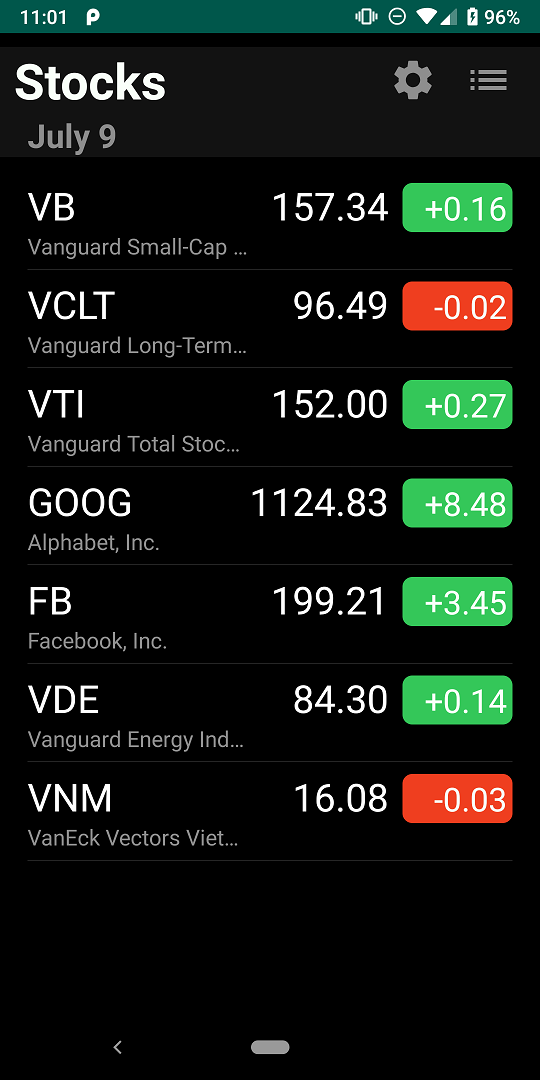 11:01 96%
Stocks
July 9
VB 157.34 +0.16
Vanguard Small-Cap ...
VCLT 96.49 -0.02
Vanguard Long-Term...
VTI 152.00 +0.27
Vanguard Total Stoc...
GOOG 1124.83 +8.48
Alphabet, Inc.
FB 199.21 +3.45
Facebook, Inc.
VDE 84.30 +0.14
Vanguard Energy Ind...
VNM 16.08 -0.03
VanEck Vectors Viet...